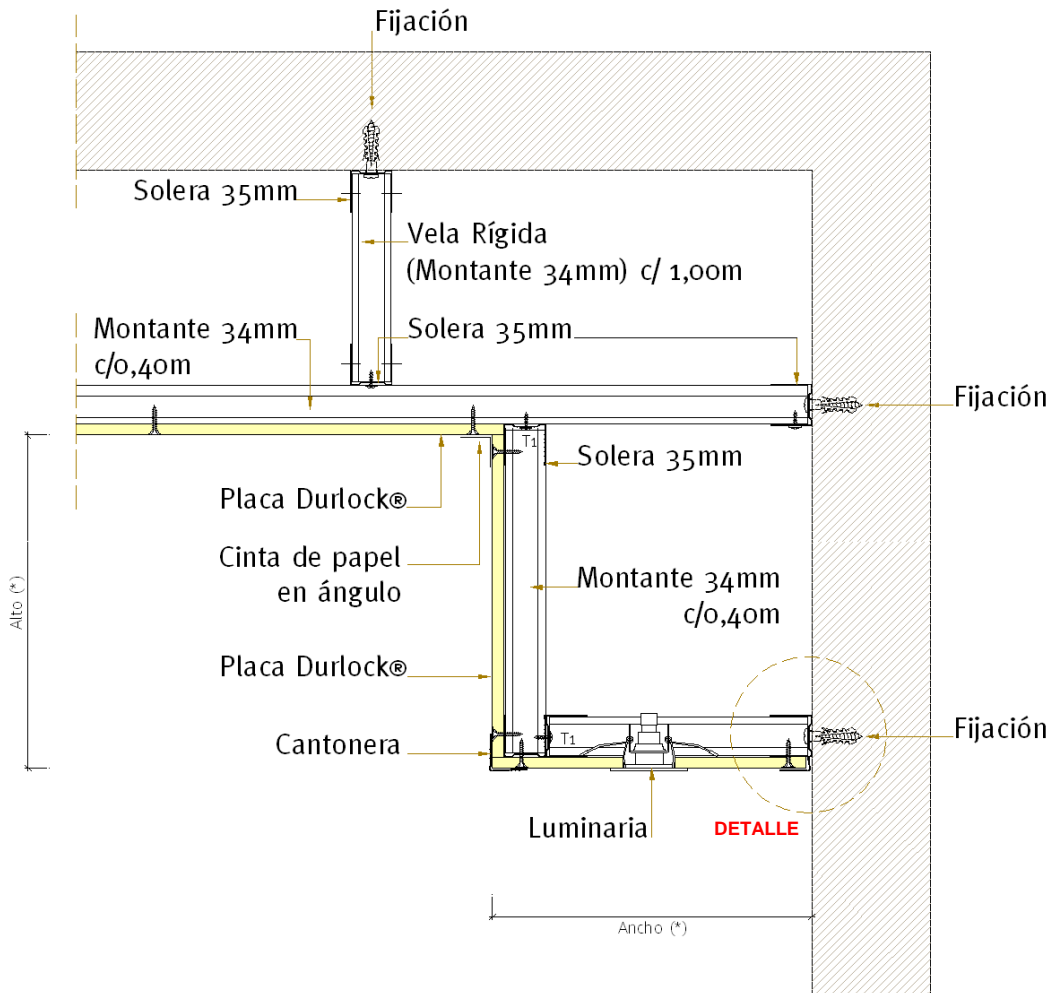 Fijación
Solera 35mm
Vela Rígida
(Montante 34mm) c/ 1,00m
Montante 34mm
c/0,40m
Solera 35mm
Fijación
T1
Solera 35mm
Placa Durlock®
Cinta de papel
en ángulo
Montante 34mm
c/0,40m
Alto (*)
Placa Durlock®
Cantonera
T1
Fijación
Luminaria
DETALLE
Ancho (*)